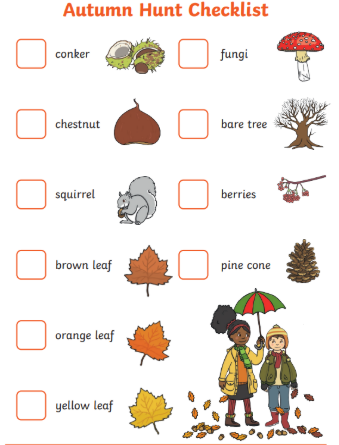 Autumn Hunt Checklist
conker
fungi
chestnut
bare tree
squirrel
berries
brown leaf
pine cone
orange leaf
yellow leaf